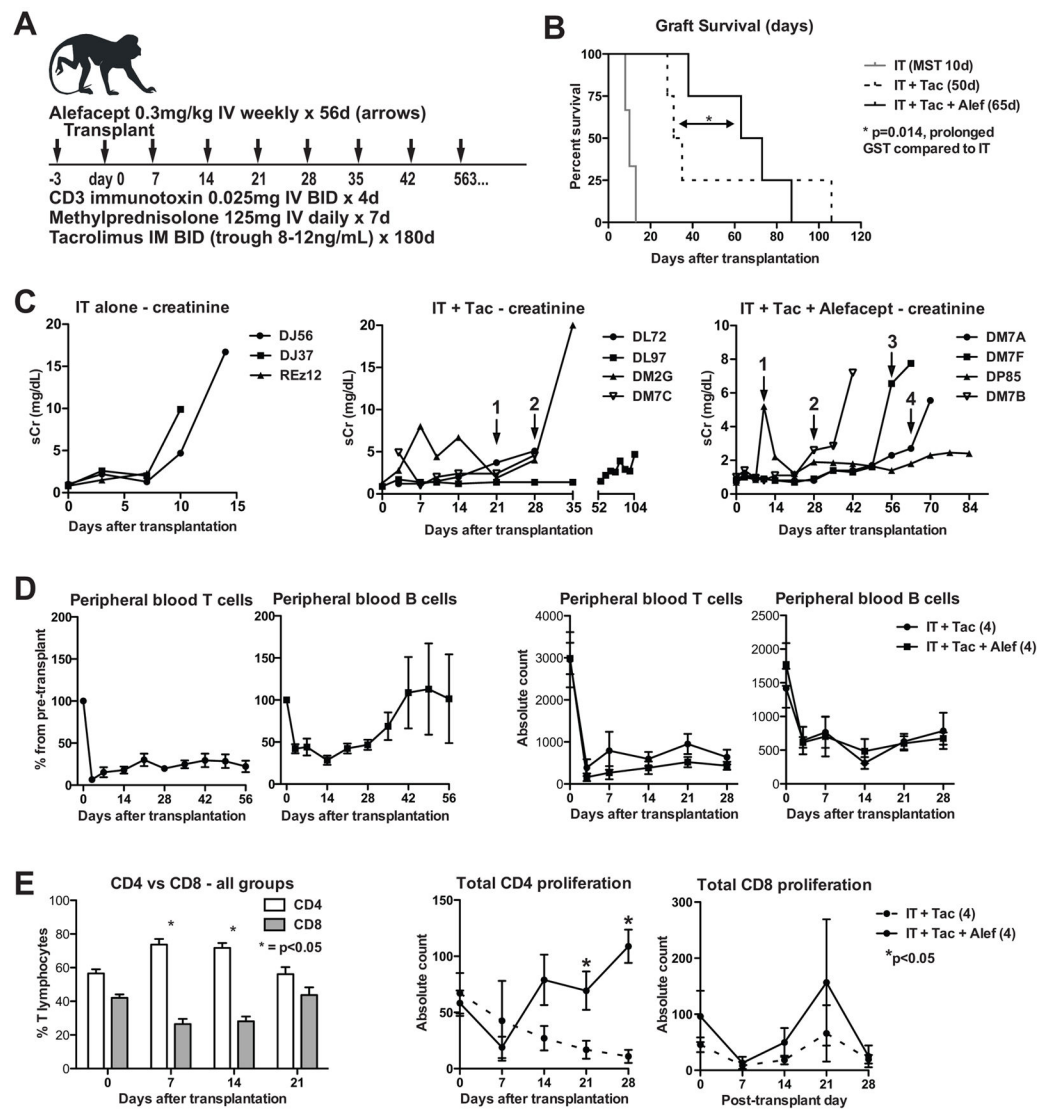 A
Alefacept 0.3mg/kg IV weekly x 56d (arrows)
Transplant
-3 day 0 7 14 21 28 35 42 563...
CD3 immunotoxin 0.025mg IV BID x 4d
Methylprednisolone 125mg IV daily x 7d
Tacrolimus IM BID (trough 8-12ng/mL) x 180d
B
Graft Survival (days)
Percent survival
100
75
50
25
0
*
0 20 40 60 80 100 120
Days after transplantation
IT (MST 10d)
IT + Tac (50d)
IT + Tac + Alef (65d)
* p=0.014, prolonged
GST compared to IT
C
IT alone - creatinine
sCr (mg/dL)
20
15
10
5
0
0 5 10 15
Days after transplantation
DJ56
DJ37
REz12
IT + Tac - creatinine
sCr (mg/dL)
20
15
10
5
0
1 2
0 7 14 21 28 35 52 104
Days after transplantation
DL72
DL97
DM2G
DM7C
IT + Tac + Alefacept - creatinine
sCr (mg/dL)
10
8
6
4
2
0
1 2 3 4
0 14 28 42 56 70 84
Days after transplantation
DM7A
DM7F
DP85
DM7B
D
Peripheral blood T cells
% from pre-transplant
200
150
100
50
0
0 14 28 42 56
Days after transplantation
Peripheral blood B cells
200
150
100
50
0
0 14 28 42 56
Days after transplantation
Peripheral blood T cells
Absolute count
4000
3000
2000
1000
0
0 7 14 21 28
Days after transplantation
Peripheral blood B cells
2500
2000
1500
1000
500
0
0 7 14 21 28
Days after transplantation
IT + Tac (4)
IT + Tac + Alef (4)
E
CD4 vs CD8 - all groups
% T lymphocytes
100
80
60
40
20
0
* *
0 7 14 21
Days after transplantation
CD4
CD8
* = p<0.05
Total CD4 proliferation
Absolute count
150
100
50
0
* *
0 7 14 21 28
Days after transplantation
Total CD8 proliferation
Absolute count
300
200
100
0
0 7 14 21 28
Post-transplant day
IT + Tac (4)
IT + Tac + Alef (4)
*p<0.05